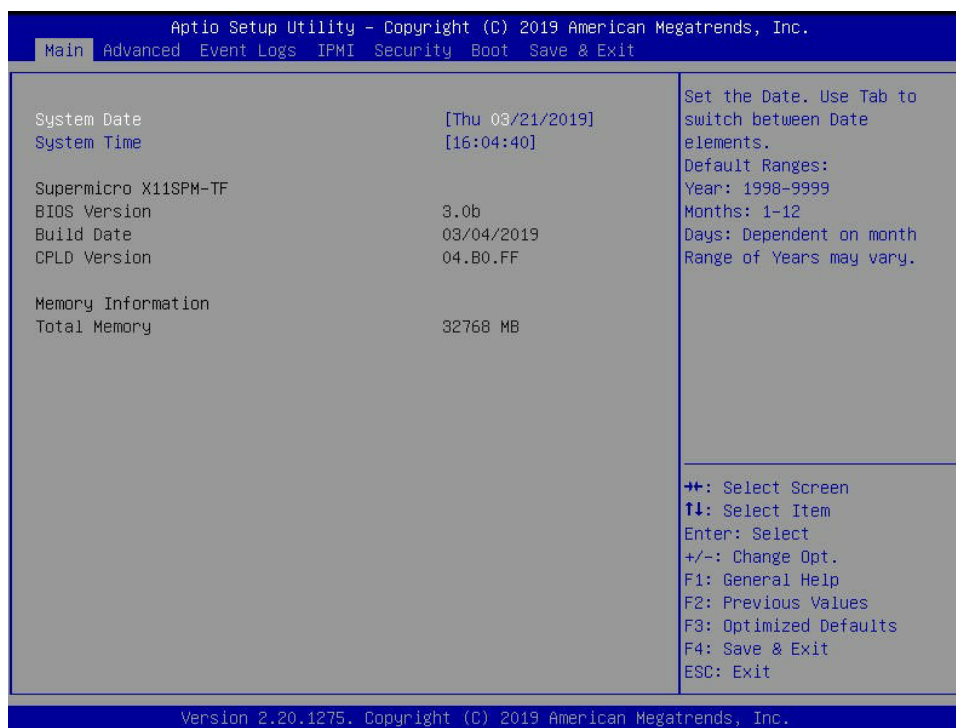 Aptio Setup Utility – Copyright (C) 2019 American Megatrends, Inc.
Main Advanced Event Logs IPMI Security Boot Save & Exit
System Date [Thu 03/21/2019]
System Time [16:04:40]
Supermicro X11SPM-TF
BIOS Version 3.0b
Build Date 03/04/2019
CPLD Version 04.B0.FF
Memory Information
Total Memory 32768 MB
Set the Date. Use Tab to
switch between Date
elements.
Default Ranges:
Year: 1998-9999
Months: 1-12
Days: Dependent on month
Range of Years may vary.
→←: Select Screen
↑↓: Select Item
Enter: Select
+/-: Change Opt.
F1: General Help
F2: Previous Values
F3: Optimized Defaults
F4: Save & Exit
ESC: Exit
Version 2.20.1275. Copyright (C) 2019 American Megatrends, Inc.